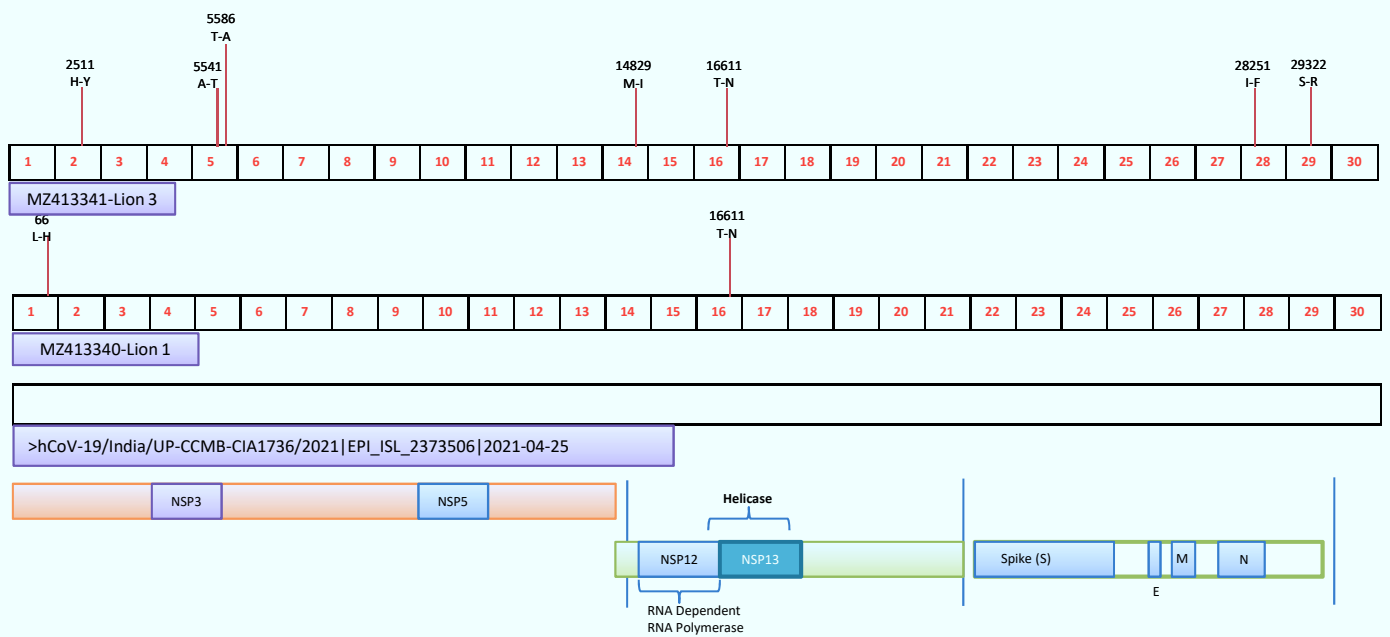 5586
T-A
2511
H-Y
5541
A-T
14829
M-I
16611
T-N
28251
I-F
29322
S-R
1 2 3 4 5 6 7 8 9 10 11 12 13 14 15 16 17 18 19 20 21 22 23 24 25 26 27 28 29 30
MZ413341-Lion 3
66
L-H
16611
T-N
1 2 3 4 5 6 7 8 9 10 11 12 13 14 15 16 17 18 19 20 21 22 23 24 25 26 27 28 29 30
MZ413340-Lion 1
>hCoV-19/India/UP-CCMB-CIA1736/2021|EPI_ISL_2373506|2021-04-25
NSP3
NSP5
Helicase
NSP12
NSP13
Spike (S)
M
N
E
RNA Dependent
RNA Polymerase